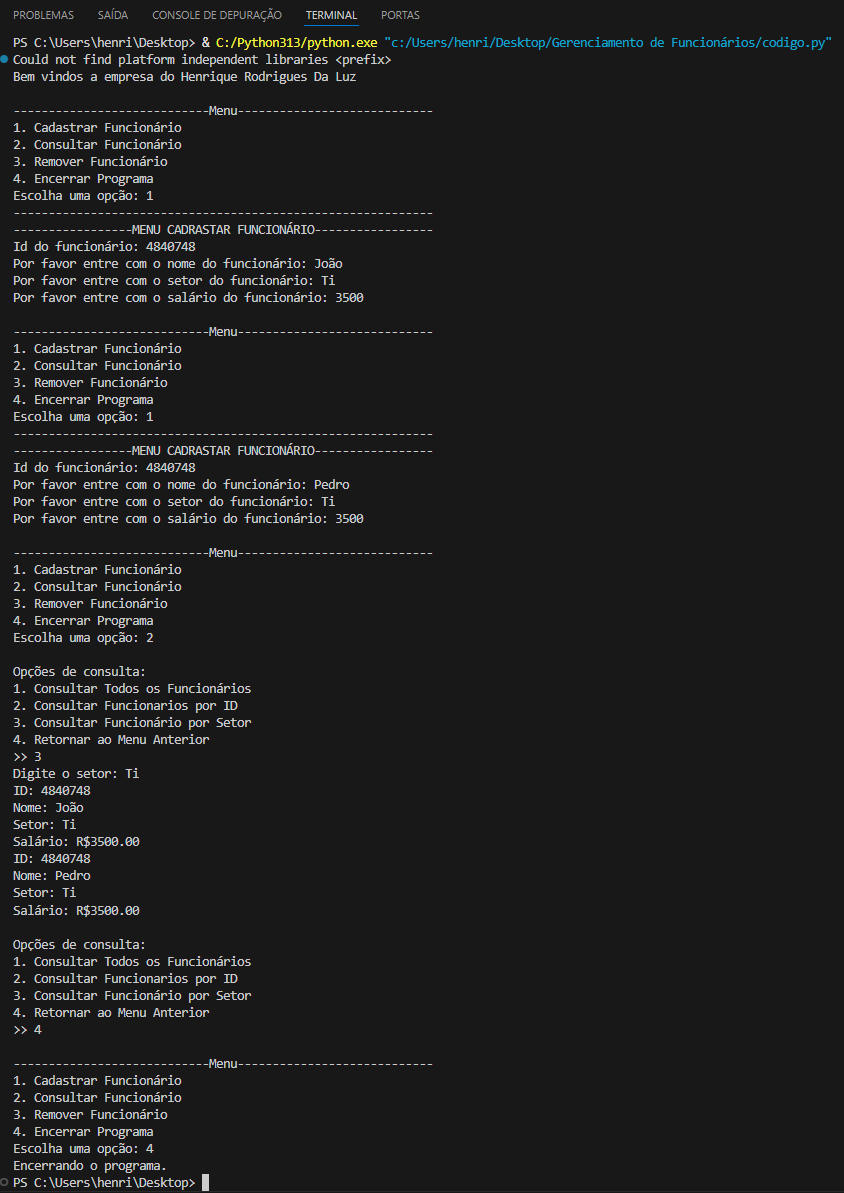 PROBLEMAS SAÍDA CONSOLE DE DEPURAÇÃO TERMINAL PORTAS
PS C:\Users\henri\Desktop> & C:/Python313/python.exe "c:/Users/henri/Desktop/Gerenciamento de Funcionários/codigo.py"
Could not find platform independent libraries <prefix>
Bem vindos a empresa do Henrique Rodrigues Da Luz
----------------------------Menu----------------------------
1. Cadastrar Funcionário
2. Consultar Funcionário
3. Remover Funcionário
4. Encerrar Programa
Escolha uma opção: 1
------------------------------------------------------------
-----------------MENU CADRASTAR FUNCIONÁRIO-----------------
Id do funcionário: 4840748
Por favor entre com o nome do funcionário: João
Por favor entre com o setor do funcionário: Ti
Por favor entre com o salário do funcionário: 3500
----------------------------Menu----------------------------
1. Cadastrar Funcionário
2. Consultar Funcionário
3. Remover Funcionário
4. Encerrar Programa
Escolha uma opção: 1
------------------------------------------------------------
-----------------MENU CADRASTAR FUNCIONÁRIO-----------------
Id do funcionário: 4840748
Por favor entre com o nome do funcionário: Pedro
Por favor entre com o setor do funcionário: Ti
Por favor entre com o salário do funcionário: 3500
----------------------------Menu----------------------------
1. Cadastrar Funcionário
2. Consultar Funcionário
3. Remover Funcionário
4. Encerrar Programa
Escolha uma opção: 2
Opções de consulta:
1. Consultar Todos os Funcionários
2. Consultar Funcionarios por ID
3. Consultar Funcionário por Setor
4. Retornar ao Menu Anterior
>> 3
Digite o setor: Ti
ID: 4840748
Nome: João
Setor: Ti
Salário: R$3500.00
ID: 4840748
Nome: Pedro
Setor: Ti
Salário: R$3500.00
Opções de consulta:
1. Consultar Todos os Funcionários
2. Consultar Funcionarios por ID
3. Consultar Funcionário por Setor
4. Retornar ao Menu Anterior
>> 4
----------------------------Menu----------------------------
1. Cadastrar Funcionário
2. Consultar Funcionário
3. Remover Funcionário
4. Encerrar Programa
Escolha uma opção: 4
Encerrando o programa.
PS C:\Users\henri\Desktop>